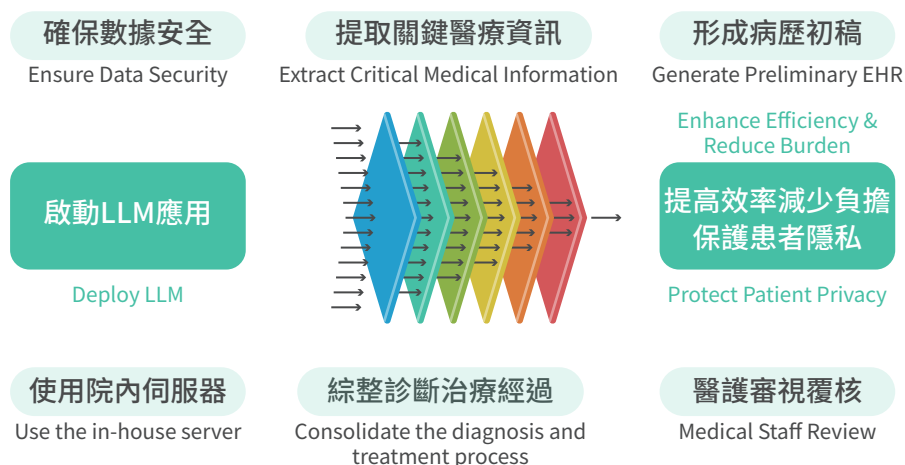 確保數據安全
Ensure Data Security
提取關鍵醫療資訊
Extract Critical Medical Information
形成病歷初稿
Generate Preliminary EHR
啟動LLM應用
Deploy LLM
Enhance Efficiency &
Reduce Burden
提高效率減少負擔
保護患者隱私
Protect Patient Privacy
使用院內伺服器
Use the in-house server
綜整診斷治療經過
Consolidate the diagnosis and
treatment process
醫護審視覆核
Medical Staff Review